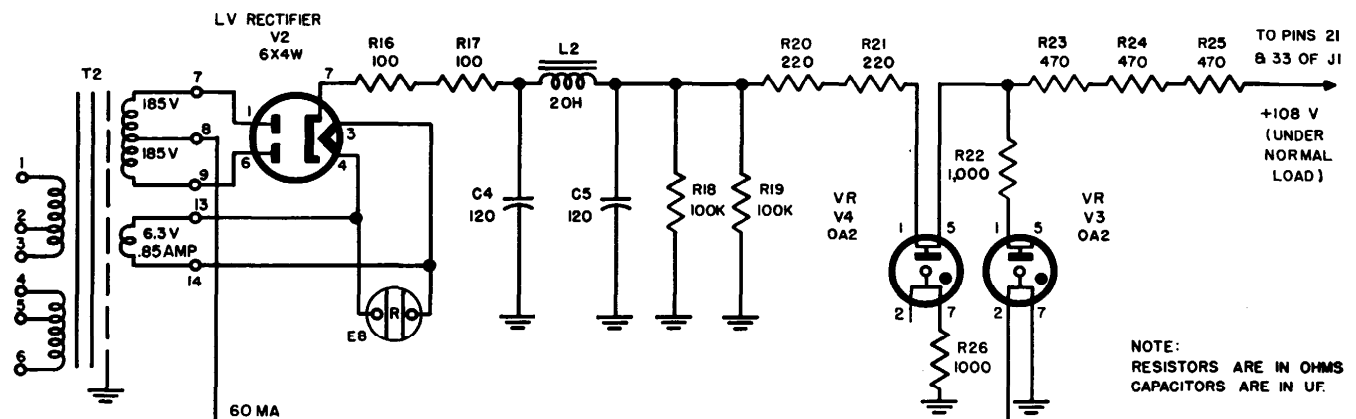 LV RECTIFIER
V2
6X4W
T2
7
185V
8
185V
9
13
6.3V
.85AMP
14
1
2
3
4
5
6
1
6
7
3
4
R16
100
R17
100
L2
20H
C4
120
C5
120
R18
100K
R19
100K
R20
220
R21
220
R23
470
R24
470
R25
470
TO PINS 21
& 33 OF J1
+108 V
(UNDER
NORMAL
LOAD)
R22
1,000
VR
V4
OA2
1
5
2
7
VR
V3
OA2
1
5
2
7
R26
1000
R
E8
60 MA
NOTE:
RESISTORS ARE IN OHMS
CAPACITORS ARE IN UF.